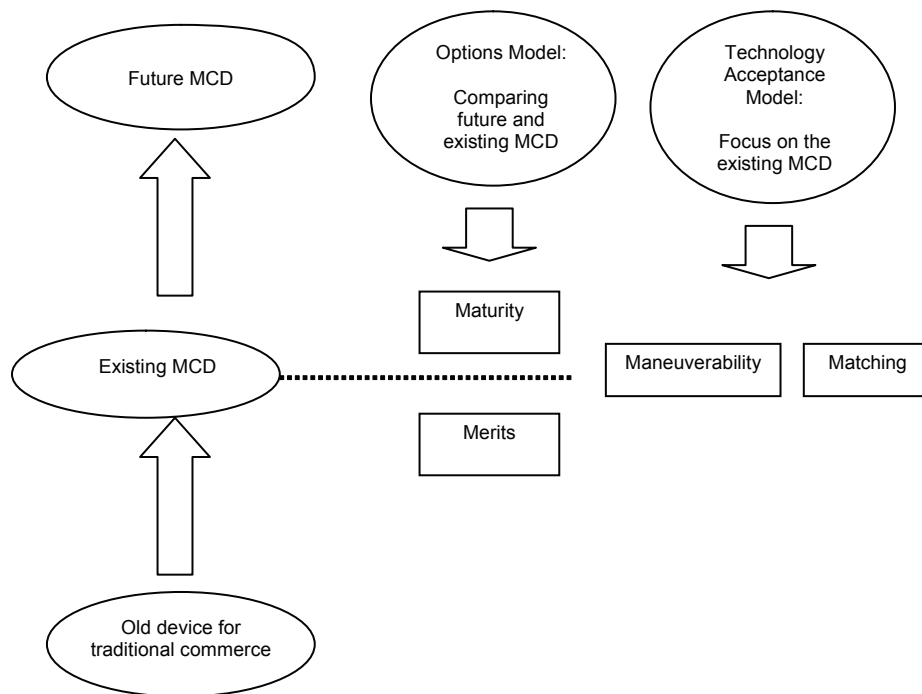 Future MCD
Options Model:
Comparing
future and
existing MCD
Technology
Acceptance
Model:
Focus on the
existing MCD
Maturity
Existing MCD
Maneuverability
Matching
Merits
Old device for
traditional commerce